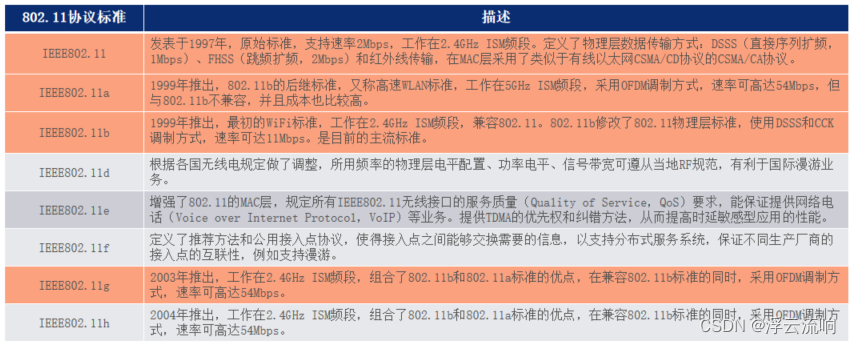 802.11协议标准 描述
IEEE802.11
发表于1997年，原始标准，支持速率2Mbps，工作在2.4GHz ISM频段。定义了物理层数据传输方式，DSSS（直接序列扩频，
1Mbps）、FHSS（跳频扩频，2Mbps）和红外线传输，在MAC层采用了类似于有线以太网CSMA/CD协议的CSMA/CA协议。
IEEE802.11a
1999年推出，802.11b的后继标准，又称高速WLAN标准，工作在5GHz ISM频段，采用OFDM调制方式，速率可高达54Mbps，但
与802.11b不兼容，并且成本也比较高。
IEEE802.11b
1999年推出，最初的WiFi标准，工作在2.4GHz ISM频段，兼容802.11。802.11b修改了802.11物理层标准，使用DSSS和CCK
调制方式，速率可达11Mbps。是目前的主流标准。
IEEE802.11d
根据各国无线电规定做了调整，所用频率的物理层电平配置、功率电平、信号带宽可遵从当地RF规范，有利于国际漫游业
务。
IEEE802.11e
增强了802.11的MAC层，规定所有IEEE802.11无线接口的服务质量（Quality of Service，QoS）要求，能保证提供网络电
话（Voice over Internet Protocol，VoIP）等业务。提供TDMA的优先权和纠错方法，从而提高时延敏感型应用的性能。
IEEE802.11f
定义了推荐方法和公用接入点协议，使得接入点之间能够交换需要的信息，以支持分布式服务系统，保证不同生产厂商的
接入点的互联性，例如支持漫游。
IEEE802.11g
2003年推出，工作在2.4GHz ISM频段，组合了802.11b和802.11a标准的优点，在兼容802.11b标准的同时，采用OFDM调制方
式，速率可高达54Mbps。
IEEE802.11h
2004年推出，工作在2.4GHz ISM频段，组合了802.11b和802.11a标准的优点，在兼容802.11b标准的同时，采用OFDM调制方
式，速率可高达54Mbps。
CSDN @浮云流响